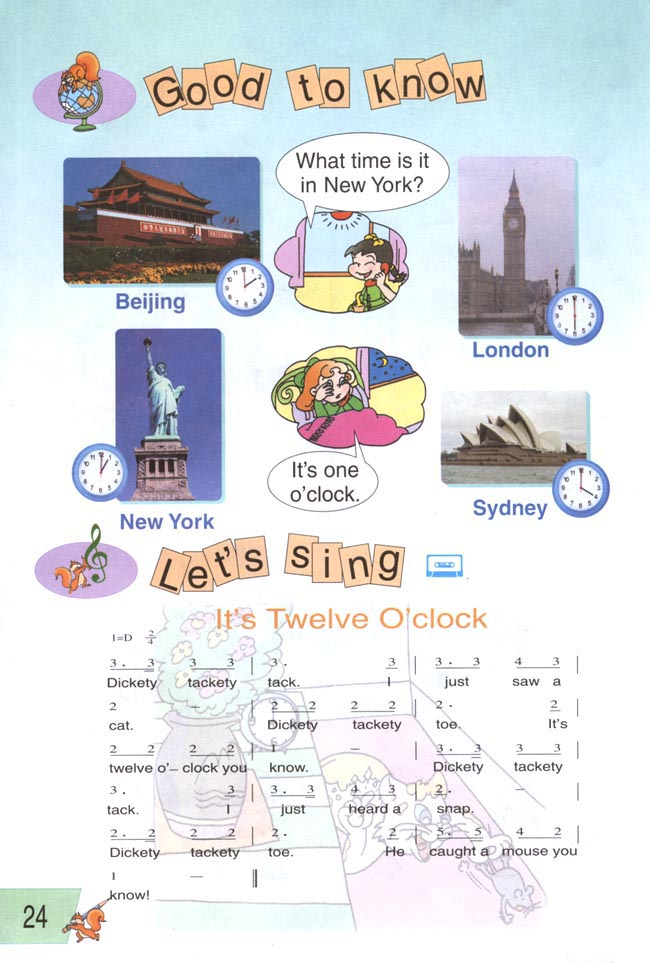 Good to know
What time is it
in New York?
Beijing
London
It's one
o'clock.
New York
Sydney
Let's sing
It's Twelve O'clock
1=D 2/4
3· 3 3 3 | 3· 3 | 3· 3 4 3 |
Dickety tackety tack. I just saw a
2 – | 2 2 2 2 | 2· 2 |
cat. Dickety tackety toe. It's
2 2 2 2 | 1 – | 3· 3 3 3 |
twelve o'– clock you know. Dickety tackety
3· 3 | 3· 3 4 3 | 2· – |
tack. I just heard a snap.
2· 2 2 2 | 2· 2 | 5· 5 4 2 |
Dickety tackety toe. He caught a mouse you
1 – ‖
know!
24